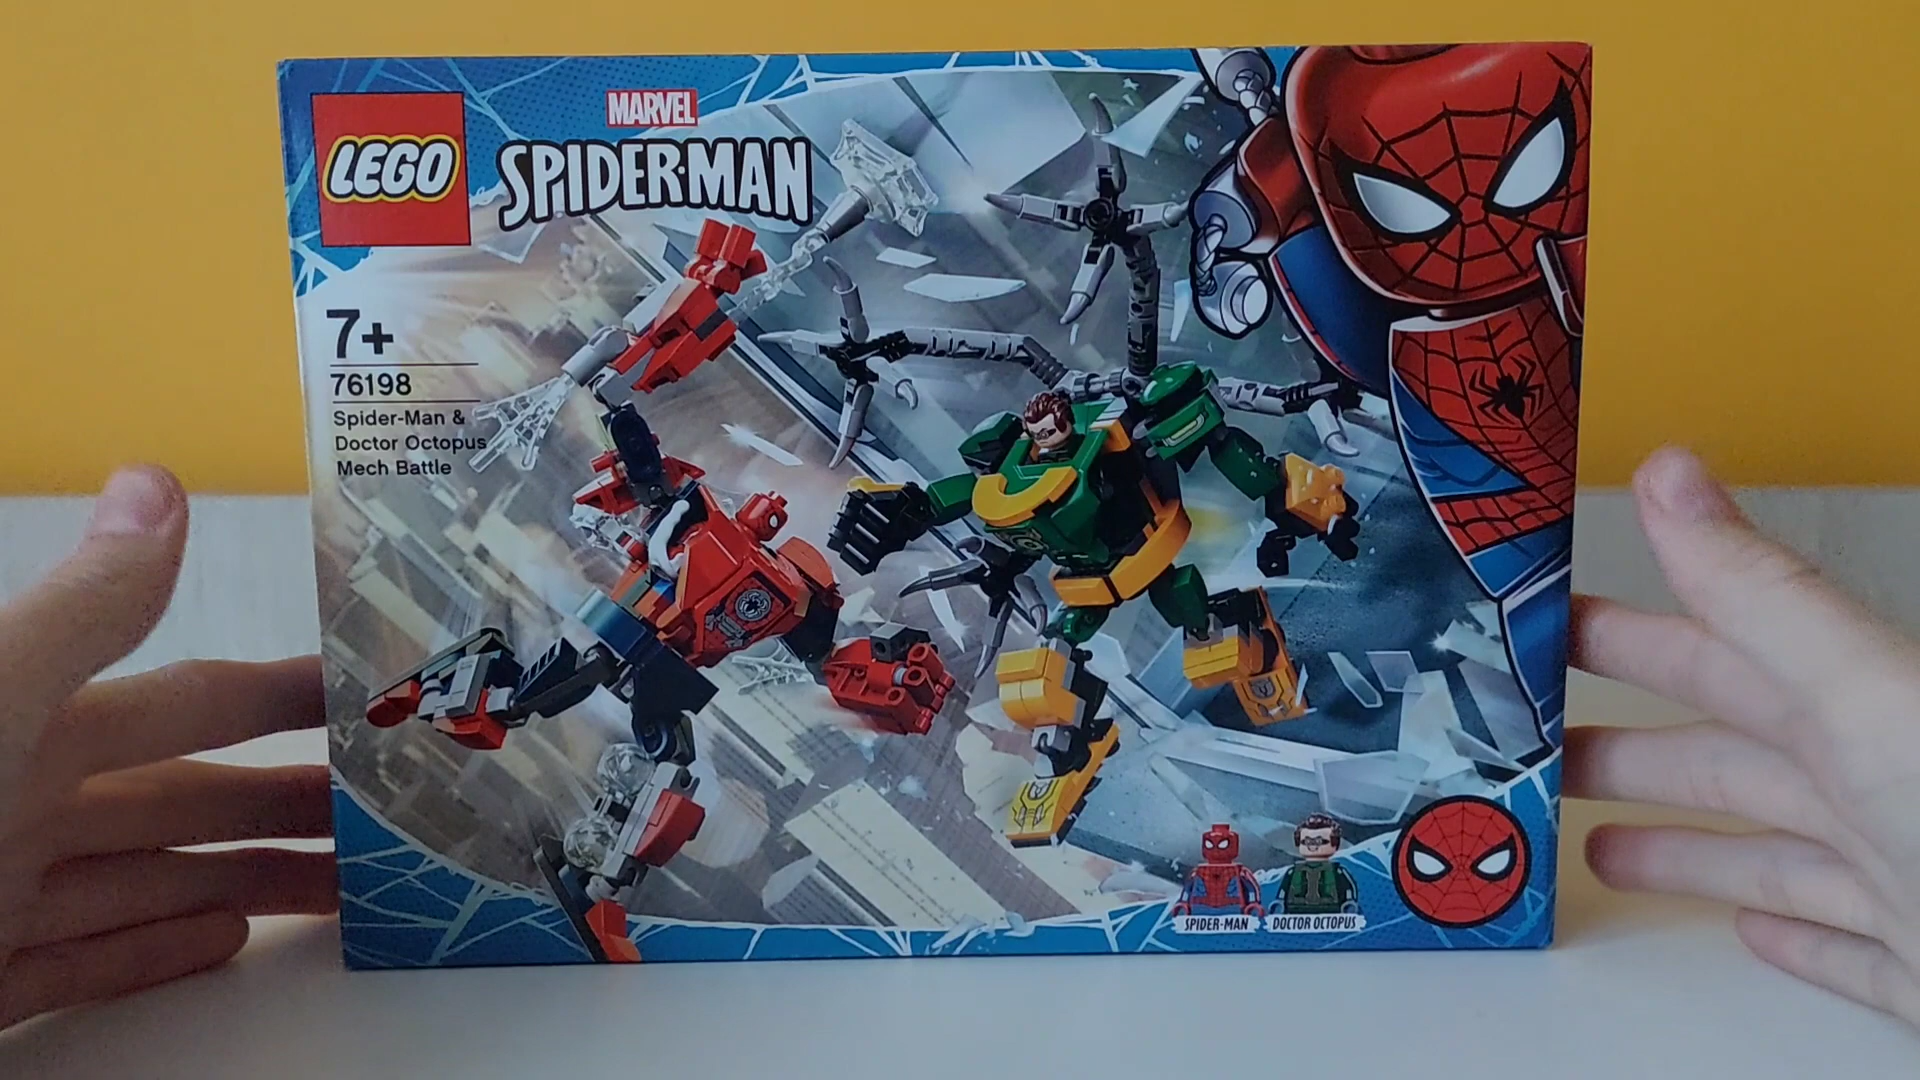 LEGO
MARVEL
SPIDER-MAN
7+
76198
Spider-Man &
Doctor Octopus
Mech Battle
SPIDER-MAN
DOCTOR OCTOPUS